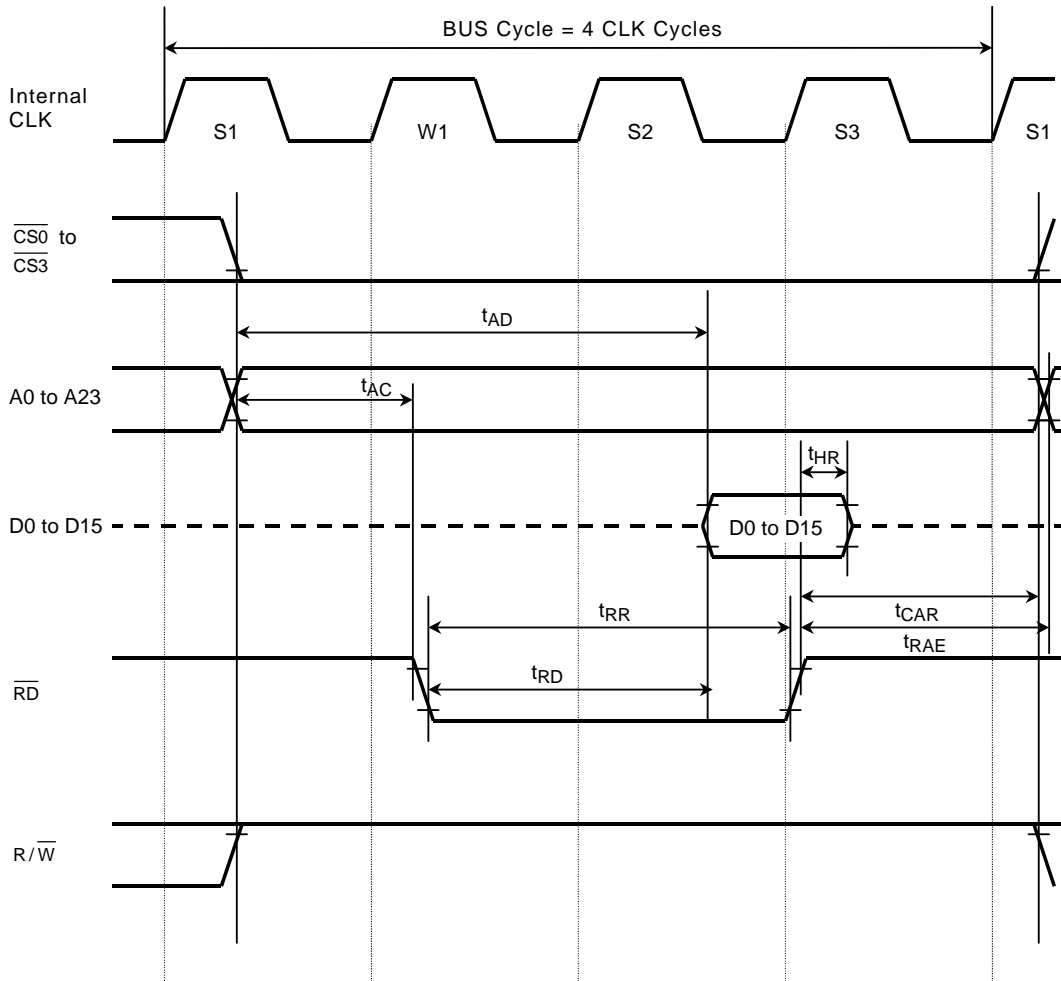 BUS Cycle = 4 CLK Cycles
Internal
CLK
S1
W1
S2
S3
S1
CS0 to
CS3
tAD
A0 to A23
tAC
tHR
D0 to D15
D0 to D15
tRR
tCAR
tRAE
RD
tRD
R/W